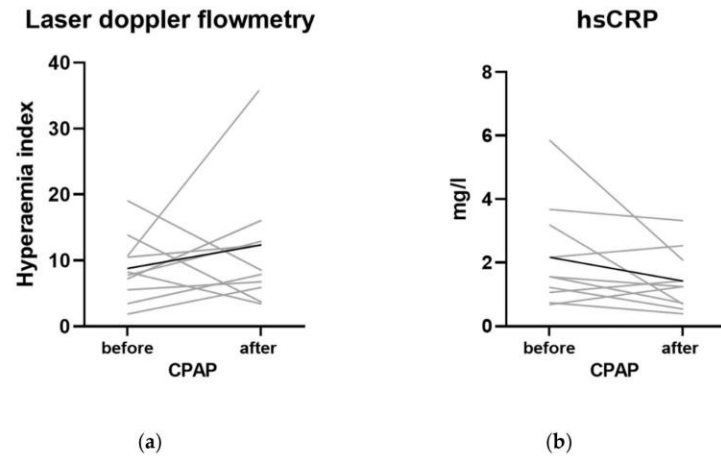 Laser doppler flowmetry
Hyperaemia index
40
30
20
10
0
before after
CPAP
(a)
hsCRP
mg/l
8
6
4
2
0
before after
CPAP
(b)